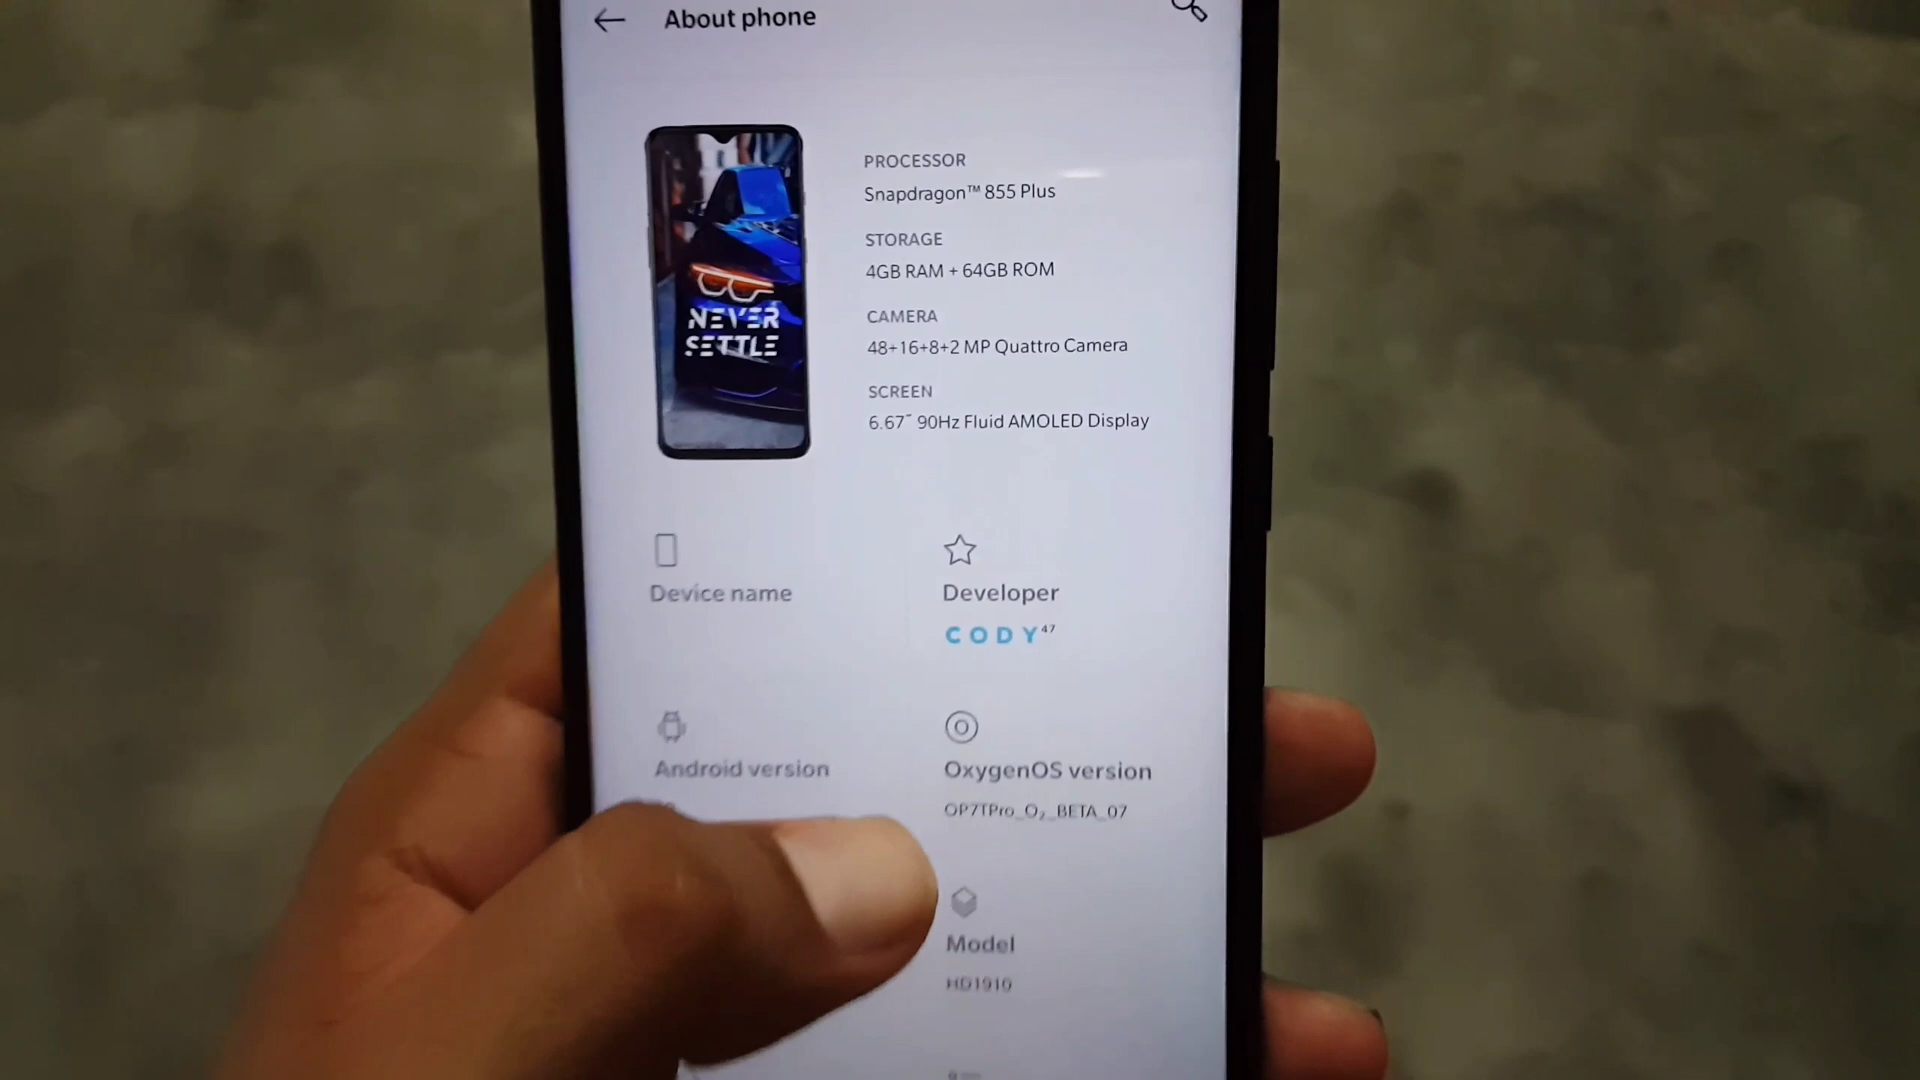 About phone
PROCESSOR
Snapdragon™ 855 Plus
STORAGE
4GB RAM + 64GB ROM
CAMERA
48+16+8+2 MP Quattro Camera
SCREEN
6.67˝ 90Hz Fluid AMOLED Display
NEVER
SETTLE
Device name
Developer
CODY⁴⁷
Android version
OxygenOS version
OP7TPro_O₂_BETA_07
Model
HD1910